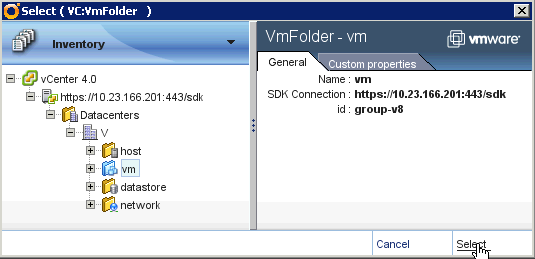 Select ( VC:VmFolder )
Inventory
vCenter 4.0
https://10.23.166.201:443/sdk
Datacenters
V
host
vm
datastore
network
VmFolder - vm
vmware
General
Custom properties
Name : vm
SDK Connection : https://10.23.166.201:443/sdk
id : group-v8
Cancel
Select